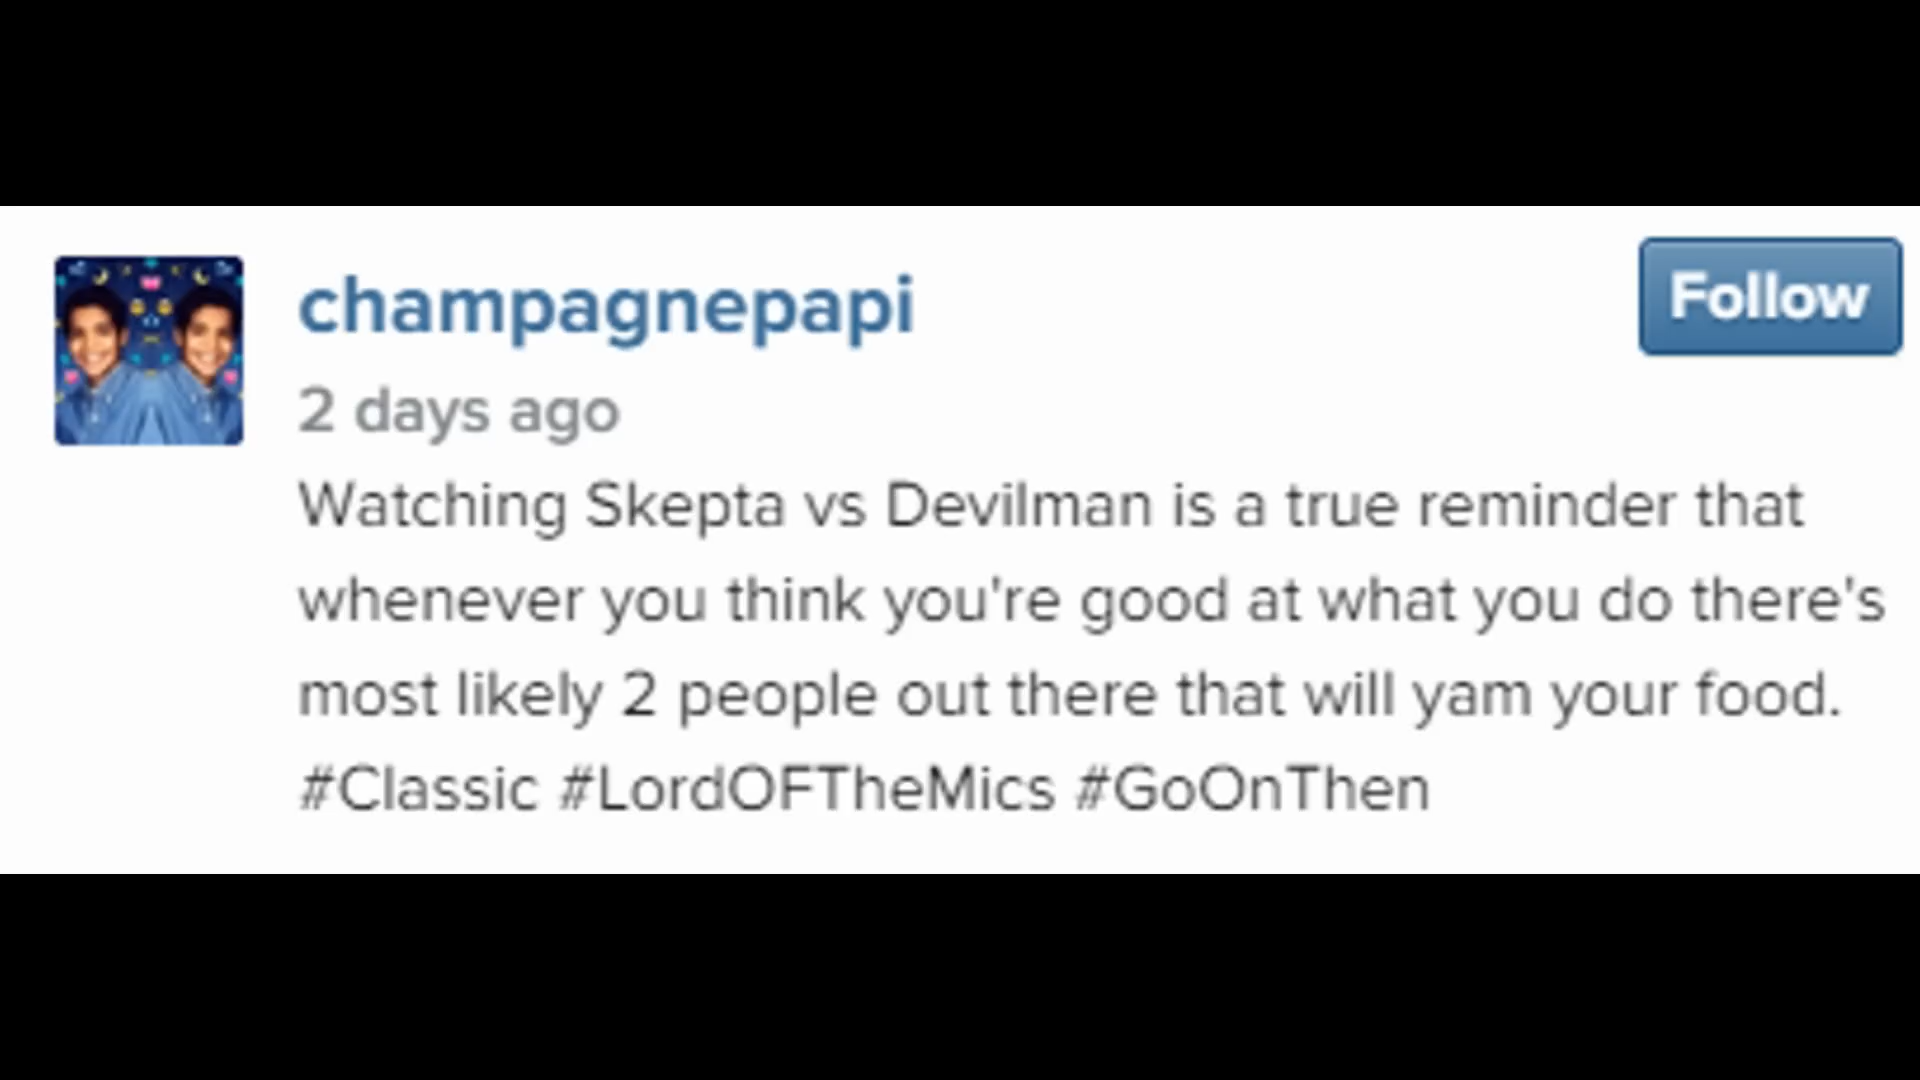 champagnepapi
Follow
2 days ago
Watching Skepta vs Devilman is a true reminder that
whenever you think you're good at what you do there's
most likely 2 people out there that will yam your food.
#Classic #LordOFTheMics #GoOnThen